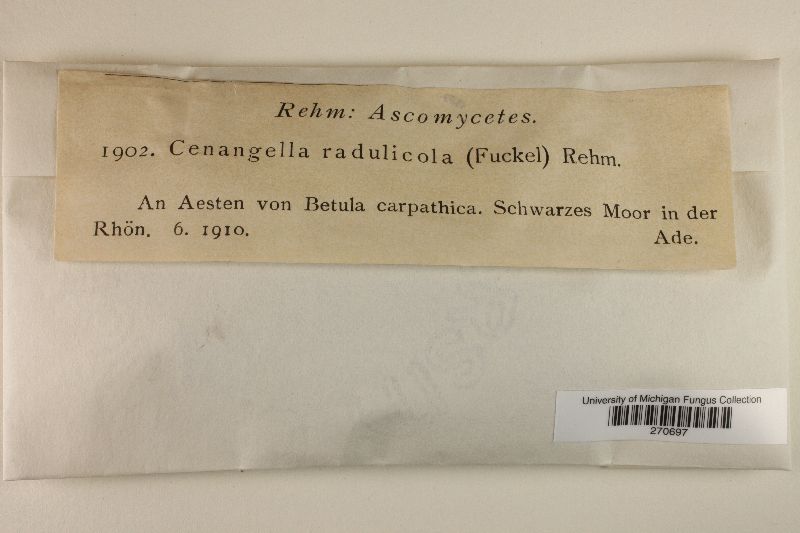 Rehm: Ascomycetes.
1902. Cenangella radulicola (Fuckel) Rehm.
An Aesten von Betula carpathica. Schwarzes Moor in der
Rhön. 6. 1910.
Ade.
University of Michigan Fungus Collection
270697